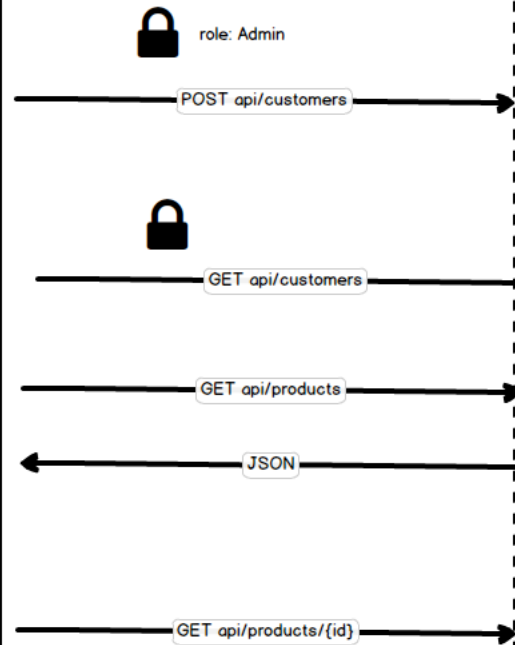 role: Admin
POST api/customers
GET api/customers
GET api/products
JSON
GET api/products/{id}